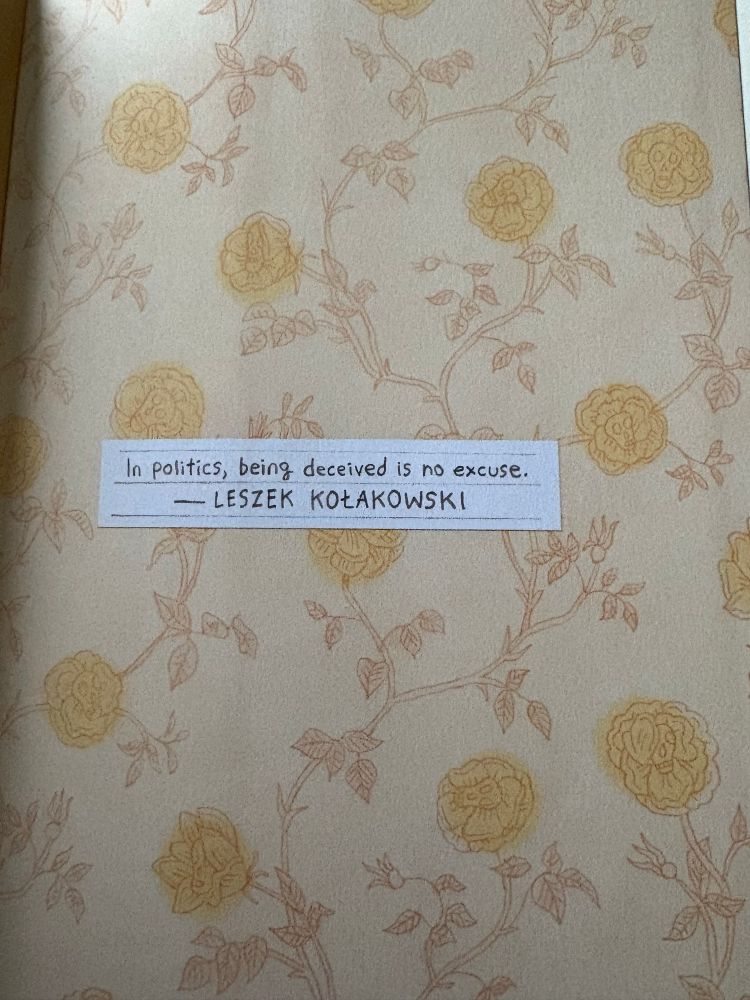 In politics, being deceived is no excuse.
— LESZEK KOŁAKOWSKI